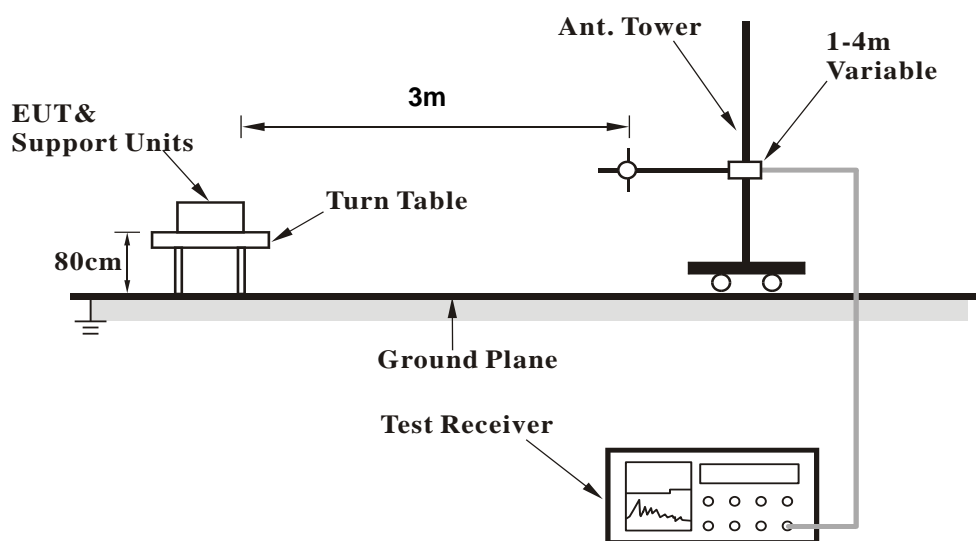 Ant. Tower
1-4m
Variable
3m
EUT&
Support Units
Turn Table
80cm
Ground Plane
Test Receiver